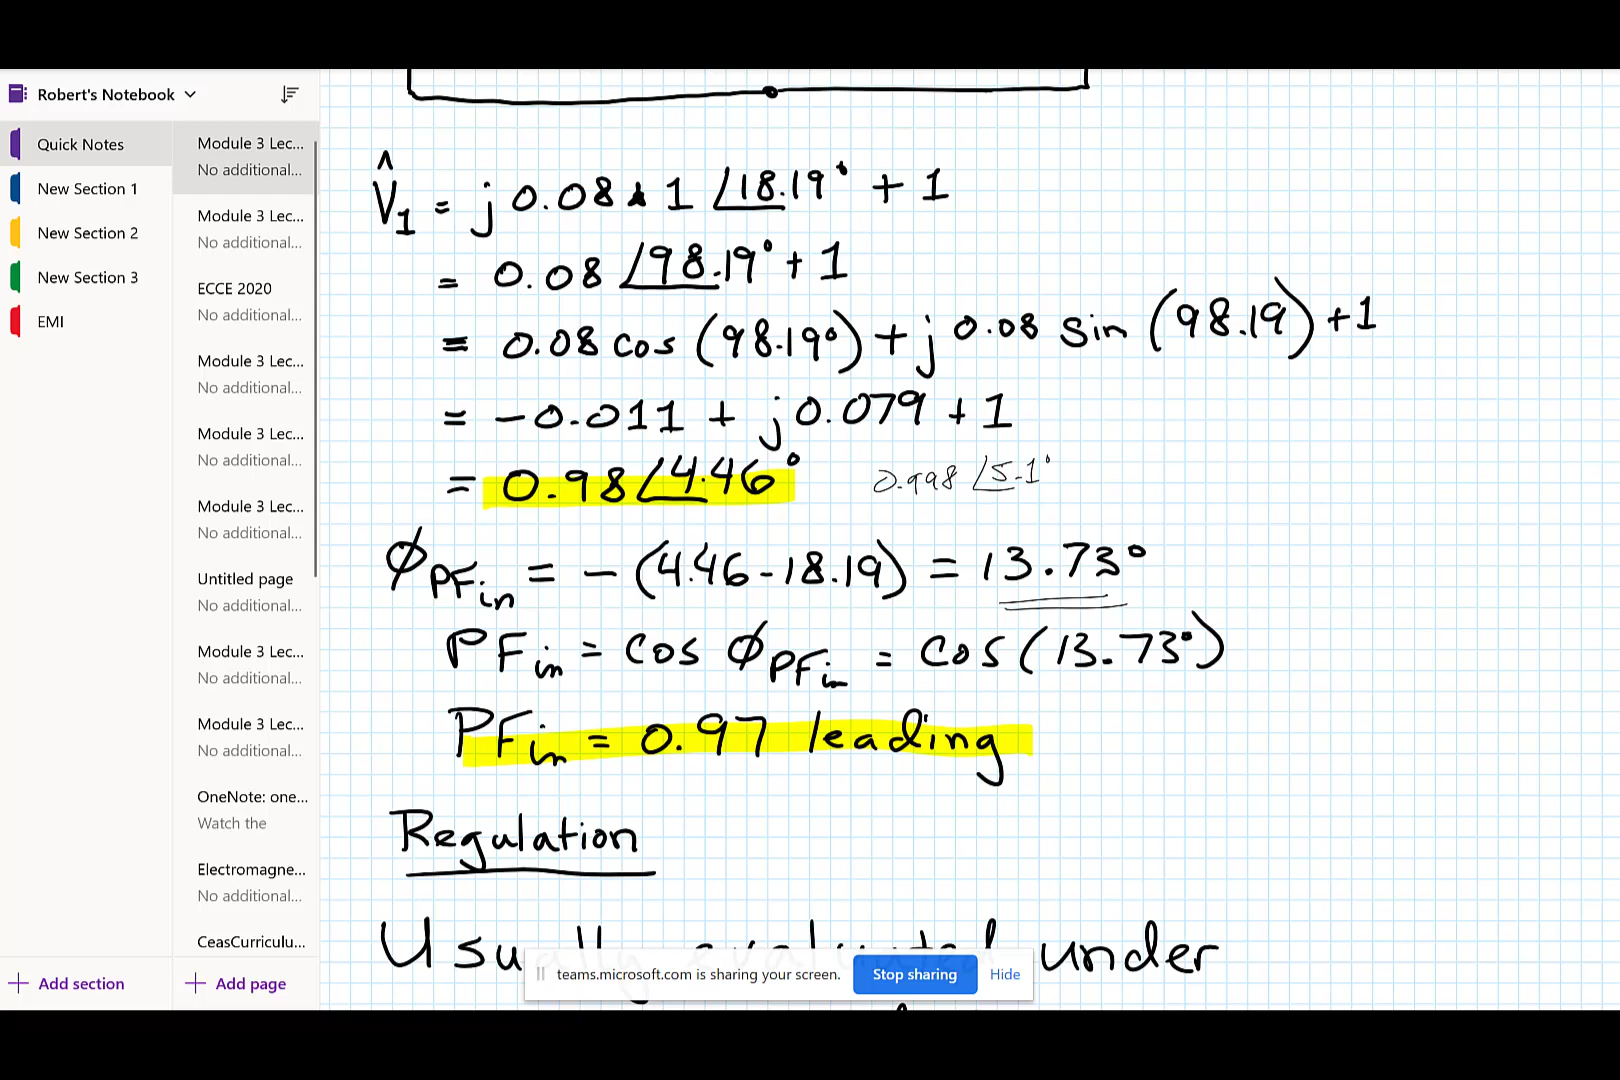 Robert's Notebook
Quick Notes
New Section 1
New Section 2
New Section 3
EMI
Add section
Module 3 Lec...
No additional...
Module 3 Lec...
No additional...
ECCE 2020
No additional...
Module 3 Lec...
No additional...
Module 3 Lec...
No additional...
Module 3 Lec...
No additional...
Untitled page
No additional...
Module 3 Lec...
No additional...
Module 3 Lec...
No additional...
OneNote: one...
Watch the
Electromagne...
No additional...
CeasCurriculu...
Add page
V̂₁ = j 0.08 * 1 ∠18.19° + 1
= 0.08 ∠98.19° + 1
= 0.08 cos (98.19°) + j 0.08 sin (98.19) + 1
= -0.011 + j 0.079 + 1
= 0.98 ∠4.46° 0.998 ∠5.1°
ϕ PFin = - (4.46 - 18.19) = 13.73°
PFin = cos ϕ PFin = cos (13.73°)
PFin = 0.97 leading
Regulation
Usually evaluated under
teams.microsoft.com is sharing your screen. Stop sharing Hide